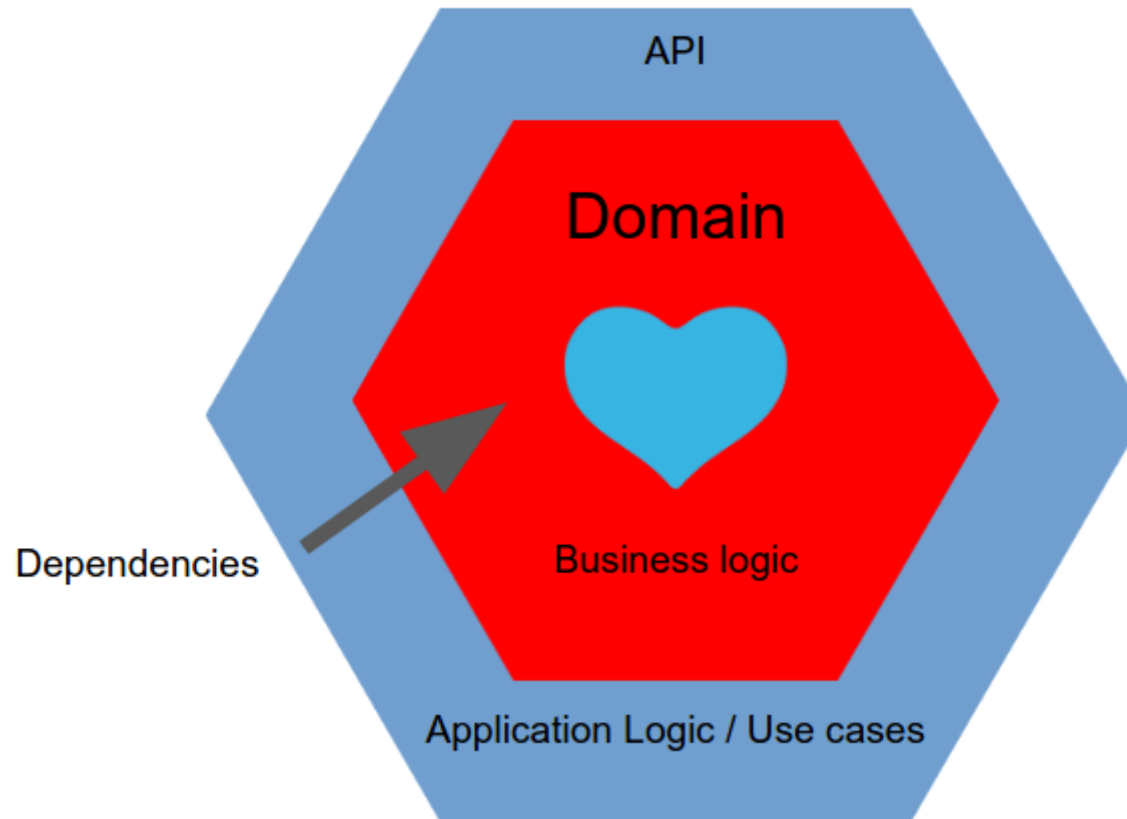 API
Domain
Dependencies
Business logic
Application Logic / Use cases